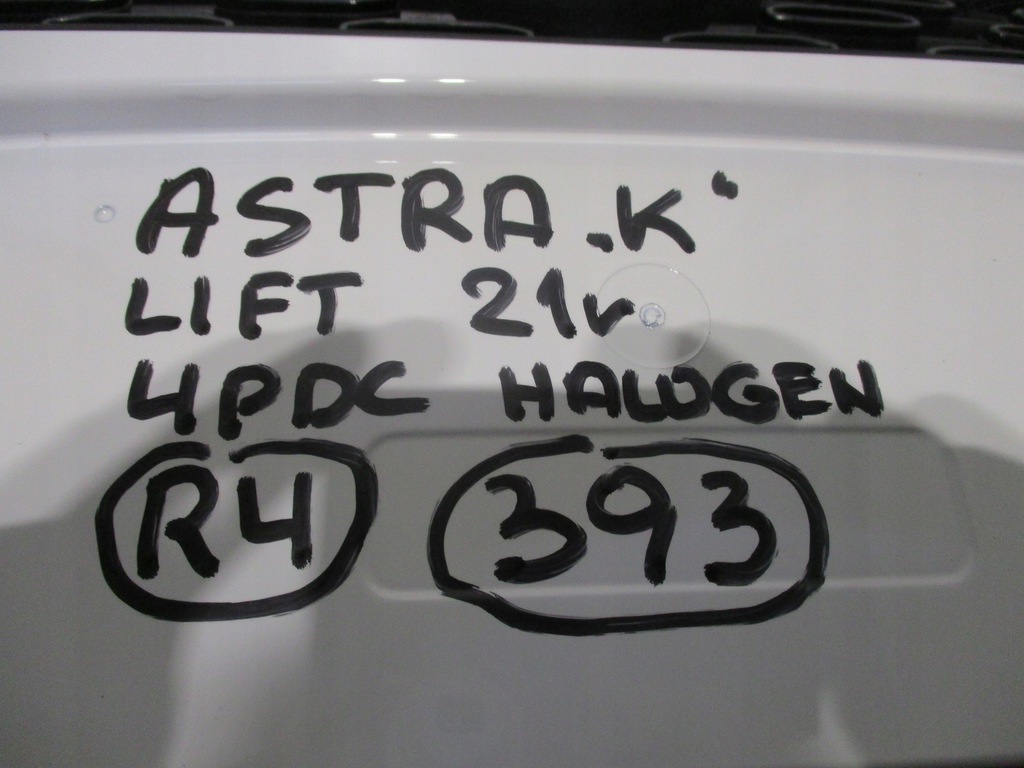 ASTRA „K"
LIFT 21r
4PDC HALOGEN
R4 393